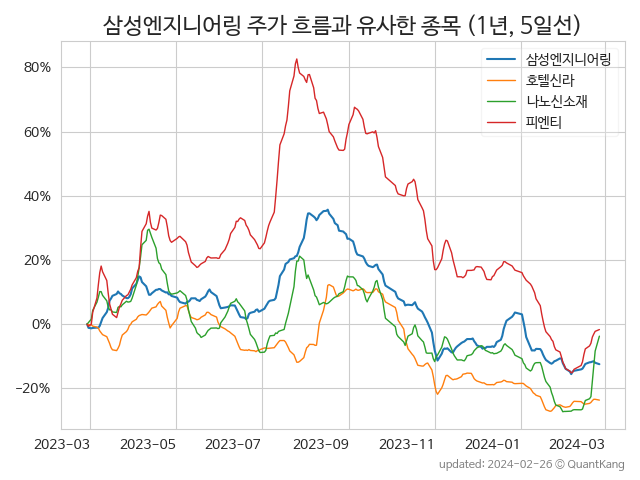 삼성엔지니어링 주가 흐름과 유사한 종목 (1년, 5일선)
삼성엔지니어링
호텔신라
나노신소재
피엔티
80%
60%
40%
20%
0%
−20%
2023-03 2023-05 2023-07 2023-09 2023-11 2024-01 2024-03
updated: 2024-02-26 © QuantKang